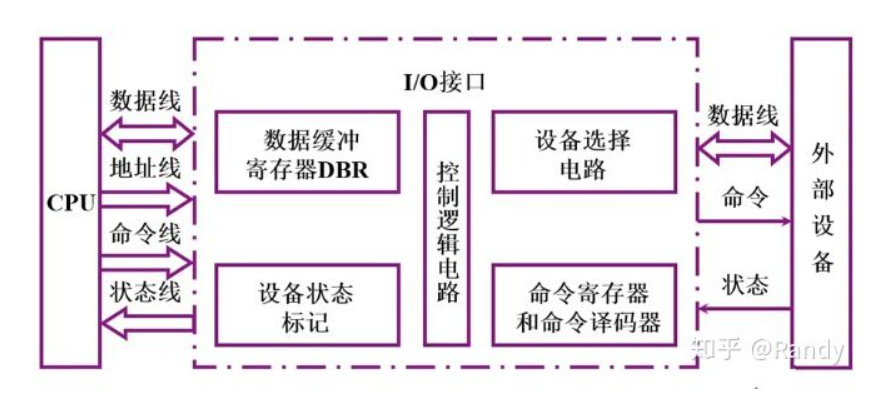 I/O接口
CPU
数据线
地址线
命令线
状态线
数据缓冲
寄存器DBR
设备状态
标记
控制逻辑电路
设备选择
电路
命令寄存器
和命令译码器
数据线
命令
状态
外部设备
知乎 @Randy